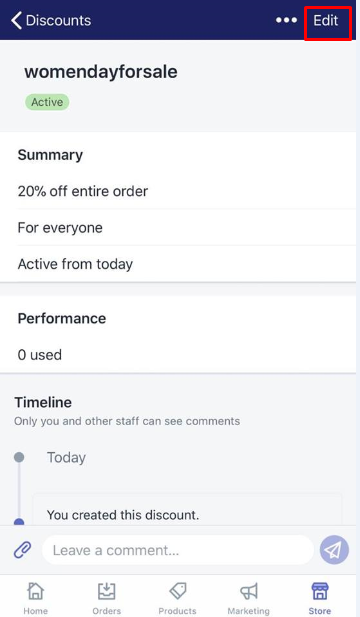 Discounts
Edit
womendayforsale
Active
Summary
20% off entire order
For everyone
Active from today
Performance
0 used
Timeline
Only you and other staff can see comments
Today
You created this discount.
Leave a comment...
Home Orders Products Marketing Store